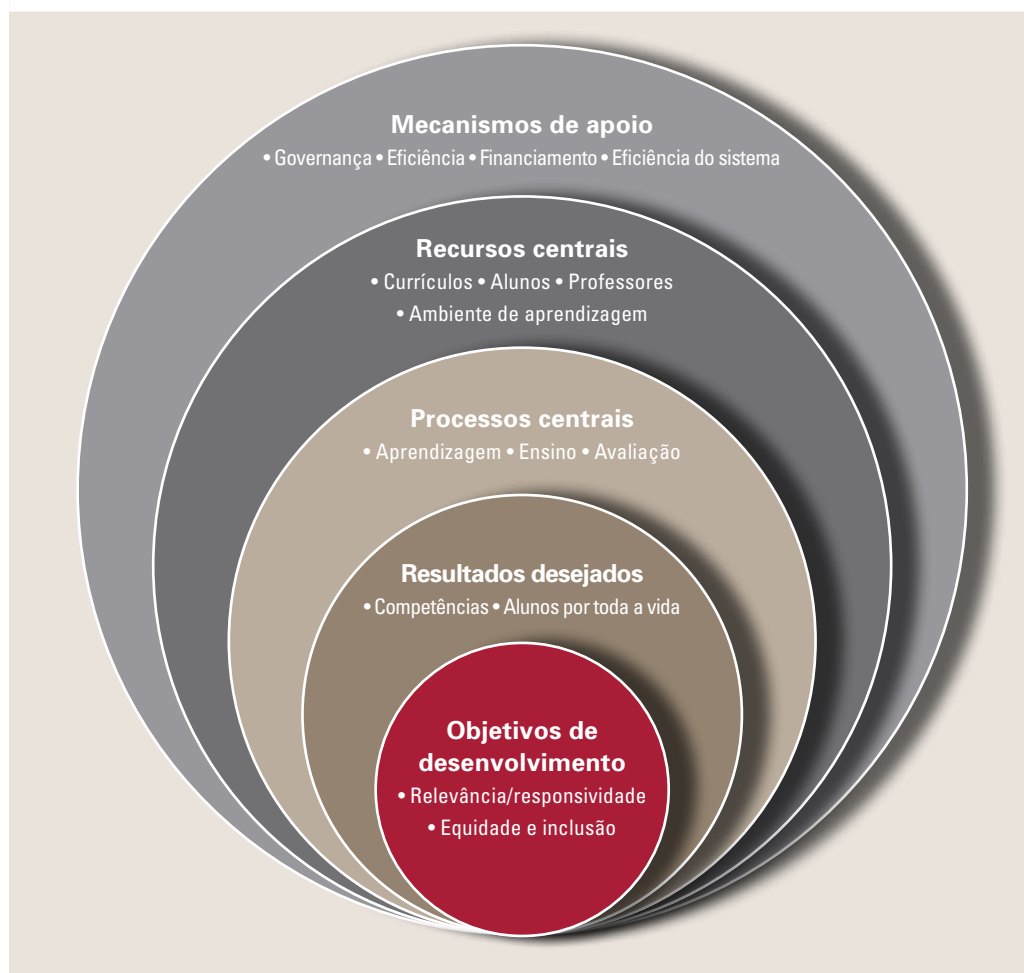 Mecanismos de apoio
• Governança • Eficiência • Financiamento • Eficiência do sistema
Recursos centrais
• Currículos • Alunos • Professores
• Ambiente de aprendizagem
Processos centrais
• Aprendizagem • Ensino • Avaliação
Resultados desejados
• Competências • Alunos por toda a vida
Objetivos de
desenvolvimento
• Relevância/responsividade
• Equidade e inclusão